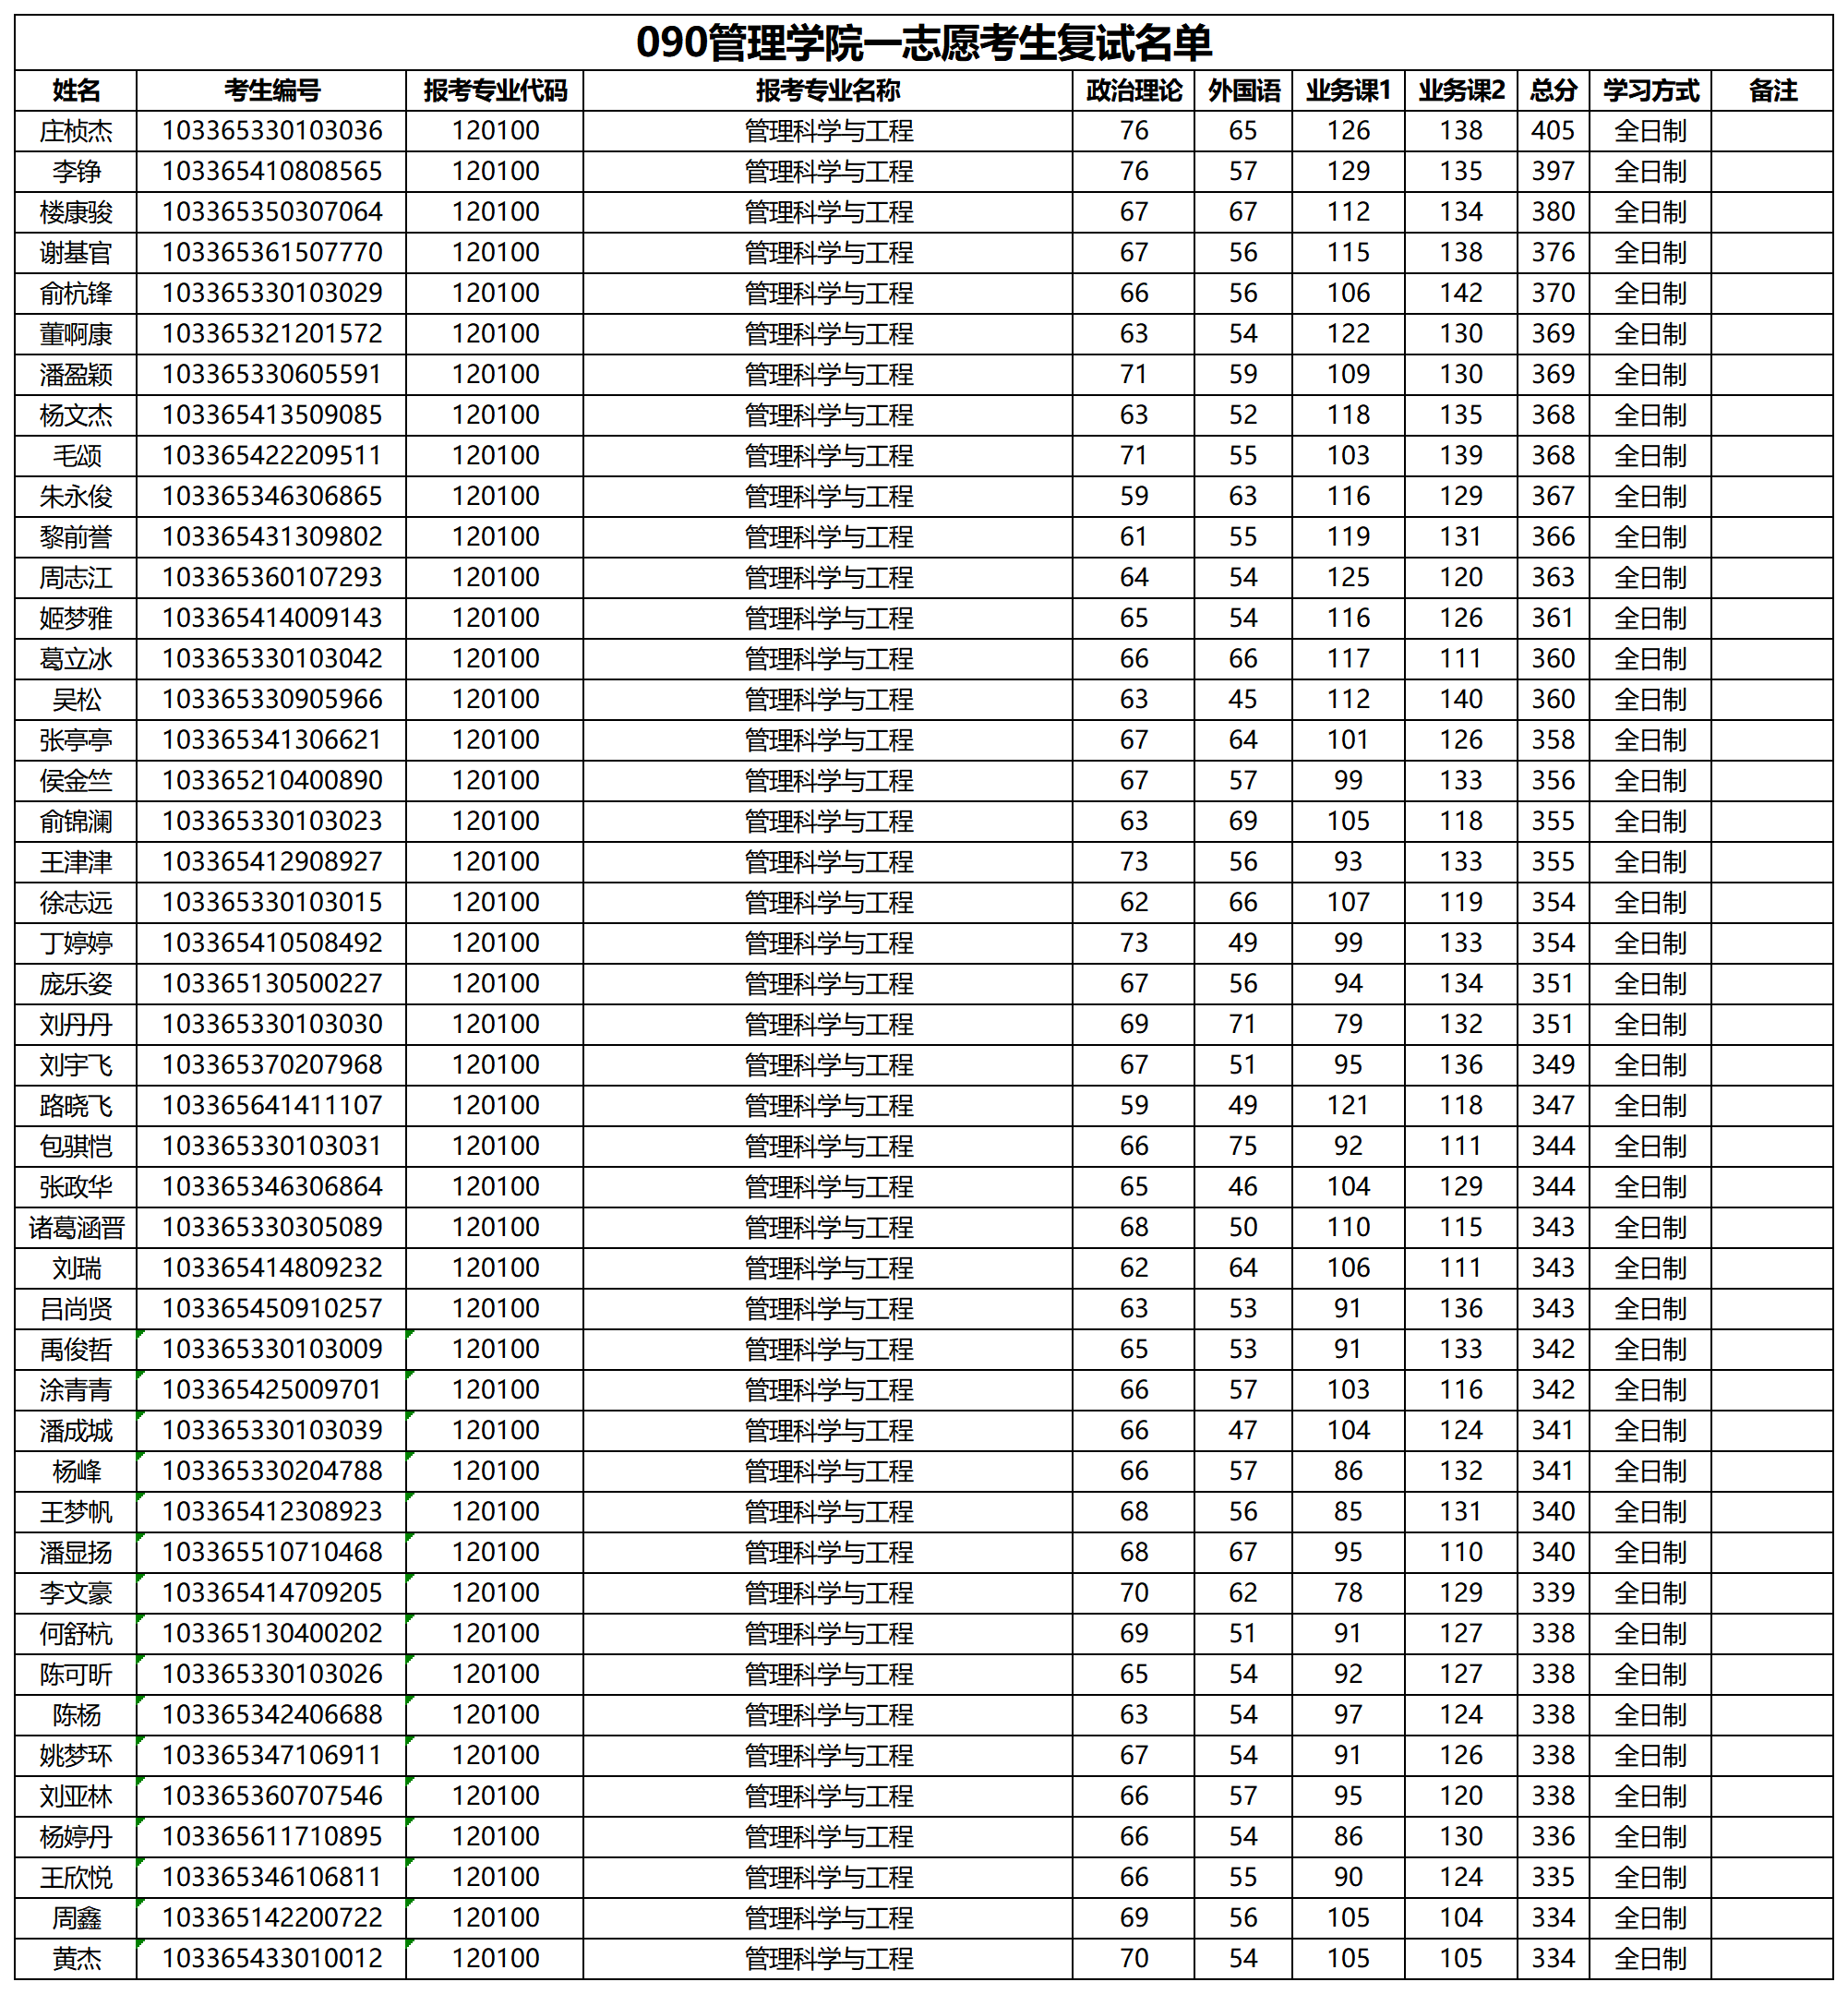 090管理学院一志愿考生复试名单
姓名 考生编号 报考专业代码 报考专业名称 政治理论 外国语 业务课1 业务课2 总分 学习方式 备注
庄桢杰 103365330103036 120100 管理科学与工程 76 65 126 138 405 全日制
李铮 103365410808565 120100 管理科学与工程 76 57 129 135 397 全日制
楼康骏 103365350307064 120100 管理科学与工程 67 67 112 134 380 全日制
谢基官 103365361507770 120100 管理科学与工程 67 56 115 138 376 全日制
俞杭锋 103365330103029 120100 管理科学与工程 66 56 106 142 370 全日制
董啊康 103365321201572 120100 管理科学与工程 63 54 122 130 369 全日制
潘盈颖 103365330605591 120100 管理科学与工程 71 59 109 130 369 全日制
杨文杰 103365413509085 120100 管理科学与工程 63 52 118 135 368 全日制
毛颂 103365422209511 120100 管理科学与工程 71 55 103 139 368 全日制
朱永俊 103365346306865 120100 管理科学与工程 59 63 116 129 367 全日制
黎前誉 103365431309802 120100 管理科学与工程 61 55 119 131 366 全日制
周志江 103365360107293 120100 管理科学与工程 64 54 125 120 363 全日制
姬梦雅 103365414009143 120100 管理科学与工程 65 54 116 126 361 全日制
葛立冰 103365330103042 120100 管理科学与工程 66 66 117 111 360 全日制
吴松 103365330905966 120100 管理科学与工程 63 45 112 140 360 全日制
张亭亭 103365341306621 120100 管理科学与工程 67 64 101 126 358 全日制
侯金竺 103365210400890 120100 管理科学与工程 67 57 99 133 356 全日制
俞锦澜 103365330103023 120100 管理科学与工程 63 69 105 118 355 全日制
王津津 103365412908927 120100 管理科学与工程 73 56 93 133 355 全日制
徐志远 103365330103015 120100 管理科学与工程 62 66 107 119 354 全日制
丁婷婷 103365410508492 120100 管理科学与工程 73 49 99 133 354 全日制
庞乐姿 103365130500227 120100 管理科学与工程 67 56 94 134 351 全日制
刘丹丹 103365330103030 120100 管理科学与工程 69 71 79 132 351 全日制
刘宇飞 103365370207968 120100 管理科学与工程 67 51 95 136 349 全日制
路晓飞 103365641411107 120100 管理科学与工程 59 49 121 118 347 全日制
包骐恺 103365330103031 120100 管理科学与工程 66 75 92 111 344 全日制
张政华 103365346306864 120100 管理科学与工程 65 46 104 129 344 全日制
诸葛涵晋 103365330305089 120100 管理科学与工程 68 50 110 115 343 全日制
刘瑞 103365414809232 120100 管理科学与工程 62 64 106 111 343 全日制
吕尚贤 103365450910257 120100 管理科学与工程 63 53 91 136 343 全日制
禹俊哲 103365330103009 120100 管理科学与工程 65 53 91 133 342 全日制
涂青青 103365425009701 120100 管理科学与工程 66 57 103 116 342 全日制
潘成城 103365330103039 120100 管理科学与工程 66 47 104 124 341 全日制
杨峰 103365330204788 120100 管理科学与工程 66 57 86 132 341 全日制
王梦帆 103365412308923 120100 管理科学与工程 68 56 85 131 340 全日制
潘显扬 103365510710468 120100 管理科学与工程 68 67 95 110 340 全日制
李文豪 103365414709205 120100 管理科学与工程 70 62 78 129 339 全日制
何舒杭 103365130400202 120100 管理科学与工程 69 51 91 127 338 全日制
陈可昕 103365330103026 120100 管理科学与工程 65 54 92 127 338 全日制
陈杨 103365342406688 120100 管理科学与工程 63 54 97 124 338 全日制
姚梦环 103365347106911 120100 管理科学与工程 67 54 91 126 338 全日制
刘亚林 103365360707546 120100 管理科学与工程 66 57 95 120 338 全日制
杨婷丹 103365611710895 120100 管理科学与工程 66 54 86 130 336 全日制
王欣悦 103365346106811 120100 管理科学与工程 66 55 90 124 335 全日制
周鑫 103365142200722 120100 管理科学与工程 69 56 105 104 334 全日制
黄杰 103365433010012 120100 管理科学与工程 70 54 105 105 334 全日制